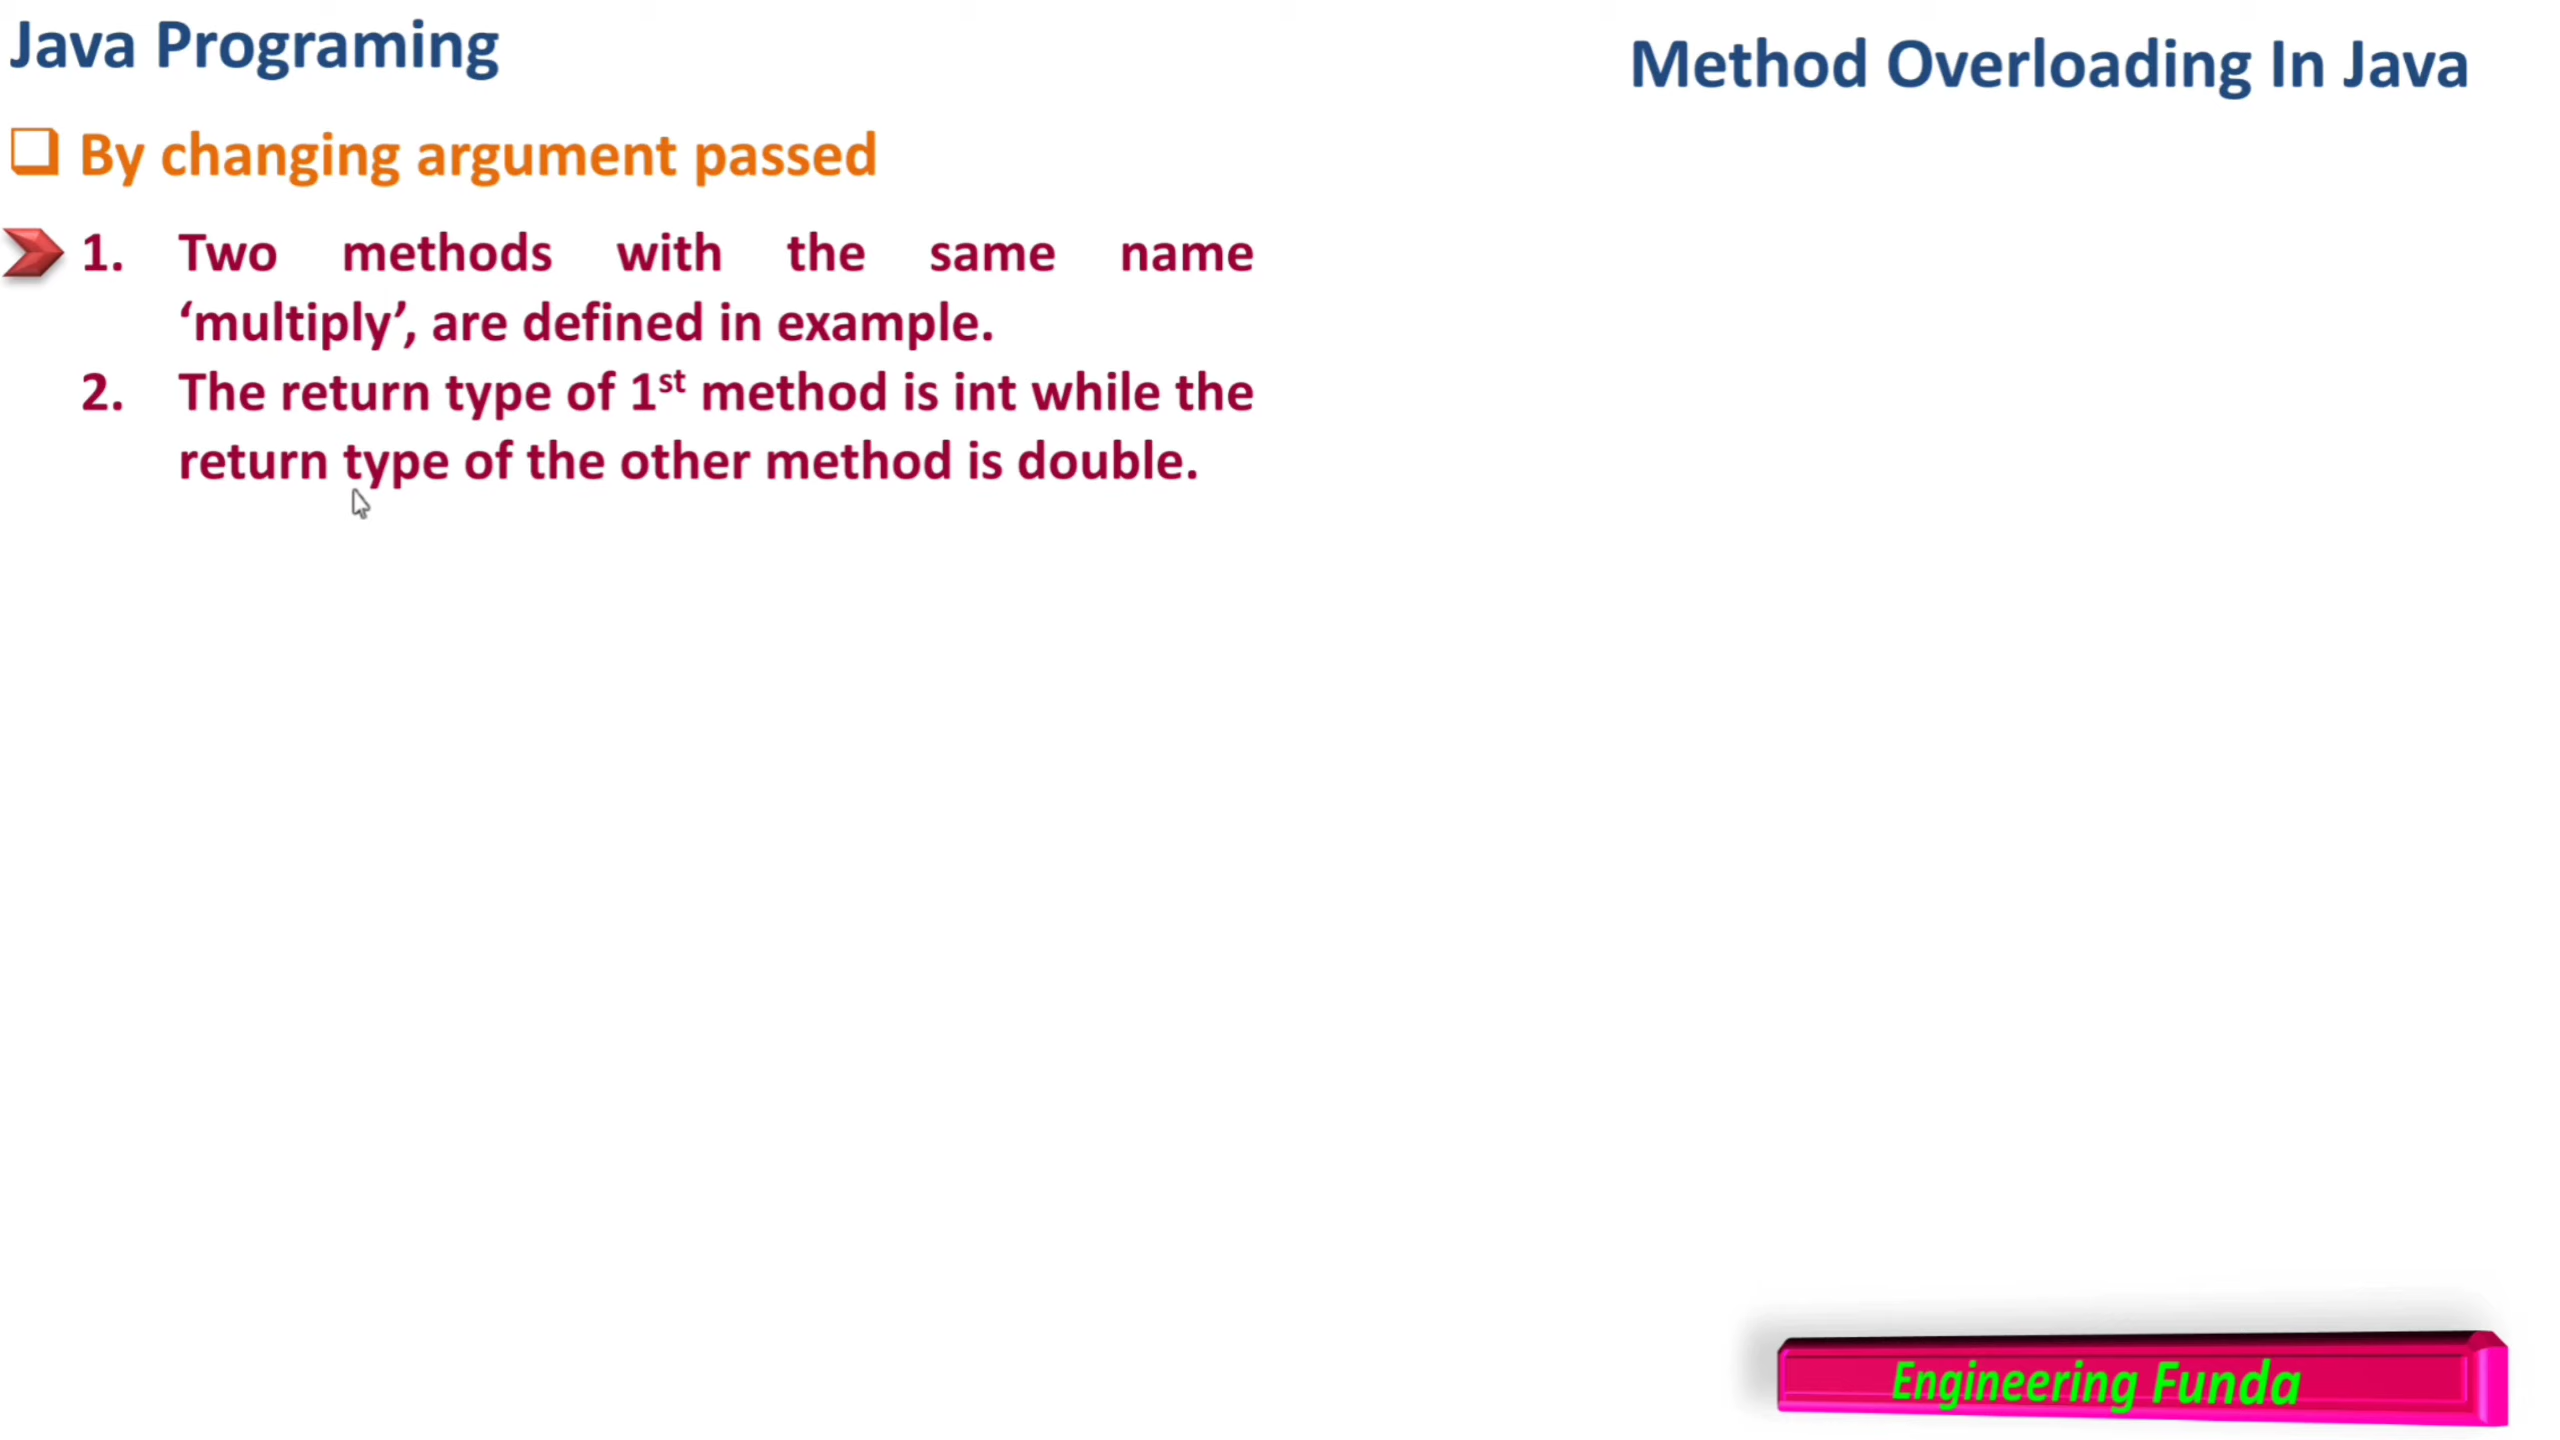 Java Programing
Method Overloading In Java
❑ By changing argument passed
1. Two methods with the same name
‘multiply’, are defined in example.
2. The return type of 1st method is int while the
return type of the other method is double.
Engineering Funda